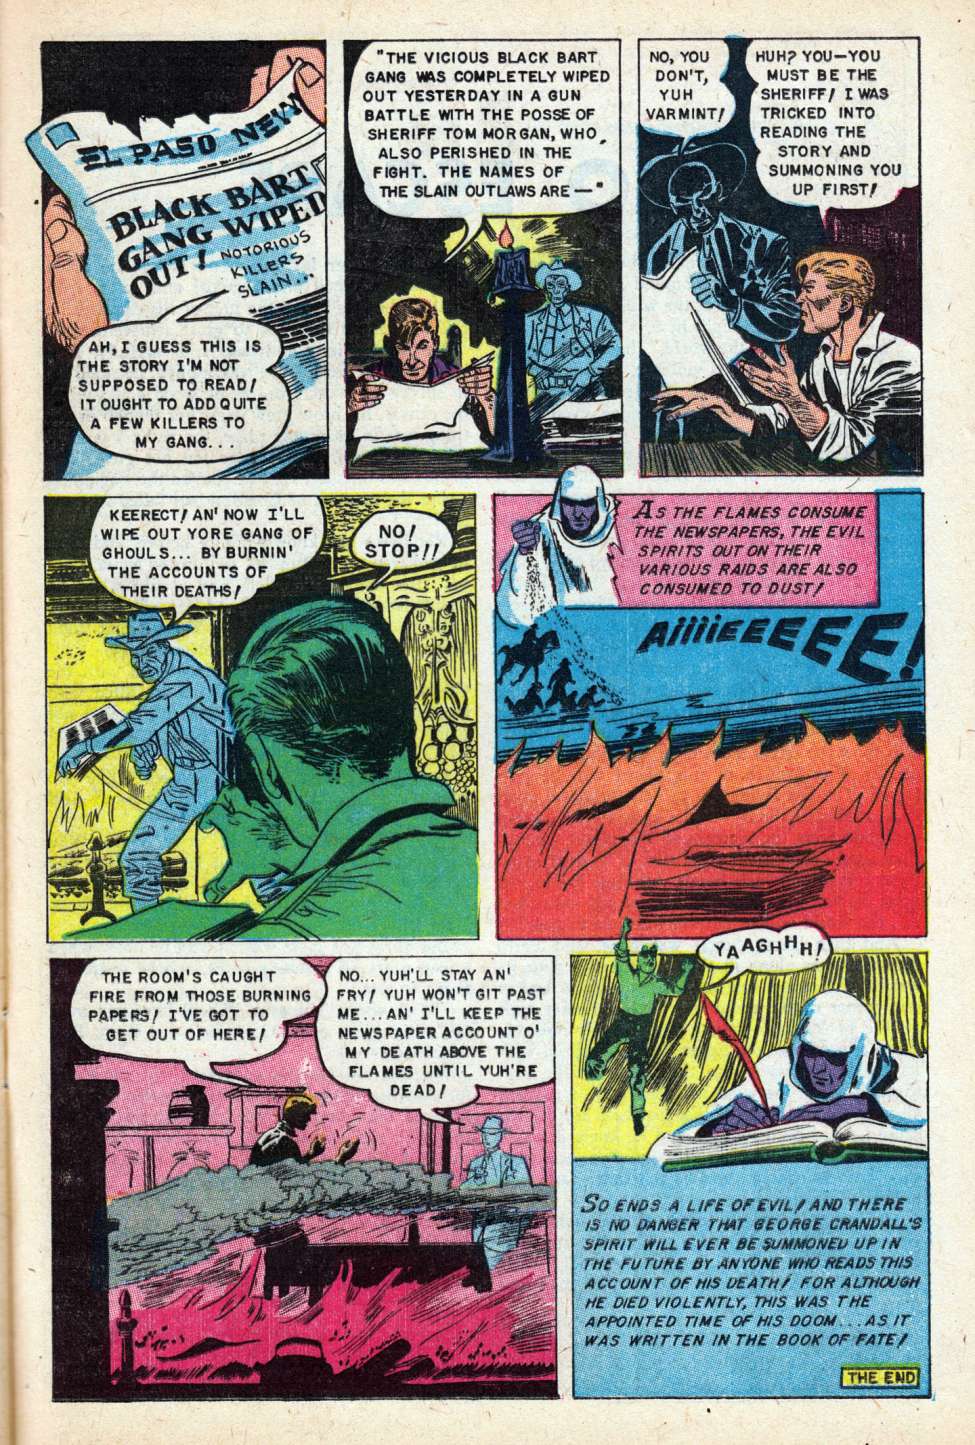 EL PASO NEWS
BLACK BART
GANG WIPED
OUT!
NOTORIOUS
KILLERS
SLAIN...
AH, I GUESS THIS IS
THE STORY I'M NOT
SUPPOSED TO READ!
IT OUGHT TO ADD QUITE
A FEW KILLERS TO
MY GANG...
"THE VICIOUS BLACK BART
GANG WAS COMPLETELY WIPED
OUT YESTERDAY IN A GUN
BATTLE WITH THE POSSE OF
SHERIFF TOM MORGAN, WHO
ALSO PERISHED IN THE
FIGHT. THE NAMES OF
THE SLAIN OUTLAWS ARE—"
NO, YOU
DON'T,
YUH
VARMINT!
HUH? YOU—YOU
MUST BE THE
SHERIFF! I WAS
TRICKED INTO
READING THE
STORY AND
SUMMONING YOU
UP FIRST!
KEERECT! AN' NOW I'LL
WIPE OUT YORE GANG OF
GHOULS... BY BURNIN'
THE ACCOUNTS OF
THEIR DEATHS!
NO!
STOP!!
AS THE FLAMES CONSUME
THE NEWSPAPERS, THE EVIL
SPIRITS OUT ON THEIR
VARIOUS RAIDS ARE ALSO
CONSUMED TO DUST!
AIIIIEEEEEE!
THE ROOM'S CAUGHT
FIRE FROM THOSE BURNING
PAPERS! I'VE GOT TO
GET OUT OF HERE!
NO... YUH'LL STAY AN'
FRY! YUH WON'T GIT PAST
ME... AN' I'LL KEEP THE
NEWSPAPER ACCOUNT O'
MY DEATH ABOVE THE
FLAMES UNTIL YUH'RE
DEAD!
YAAGHHH!
SO ENDS A LIFE OF EVIL! AND THERE
IS NO DANGER THAT GEORGE CRANDALL'S
SPIRIT WILL EVER BE SUMMONED UP IN
THE FUTURE BY ANYONE WHO READS THIS
ACCOUNT OF HIS DEATH! FOR ALTHOUGH
HE DIED VIOLENTLY, THIS WAS THE
APPOINTED TIME OF HIS DOOM... AS IT
WAS WRITTEN IN THE BOOK OF FATE!
THE END